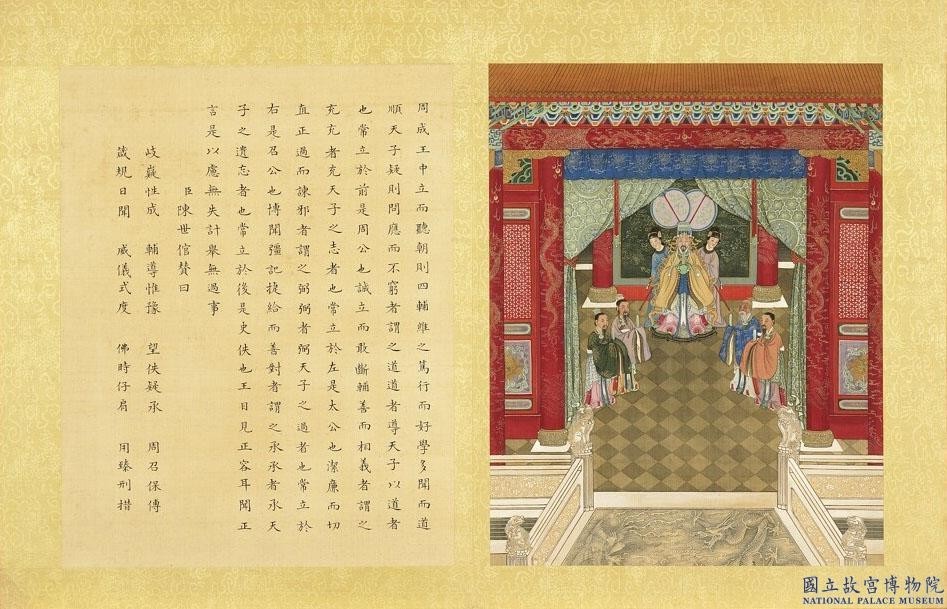 周成王中立而聽朝則四輔維之篤行而好學多聞而道
順天子疑則問應而不窮者謂之道道者導天子以道者
也常立於前是周公也誠立而敢斷輔善而相義者謂之
充充者充天子之志者也常立於左是太公也潔廉而切
直正過而諫邪者謂之弼弼者弼天子之過者也常立於
右是召公也博聞彊記捷給而善對者謂之承承者承天
子之遺忘者也常立於後是史佚也王日見正容耳聞正
言是以慮無失計舉無過事
臣陳世倌贊曰
岐嶷性成 輔導惟豫 望佚疑承 周召保傅
箴規日聞 威儀式度 佛時仔肩 用臻刑措
國立故宮博物院
NATIONAL PALACE MUSEUM